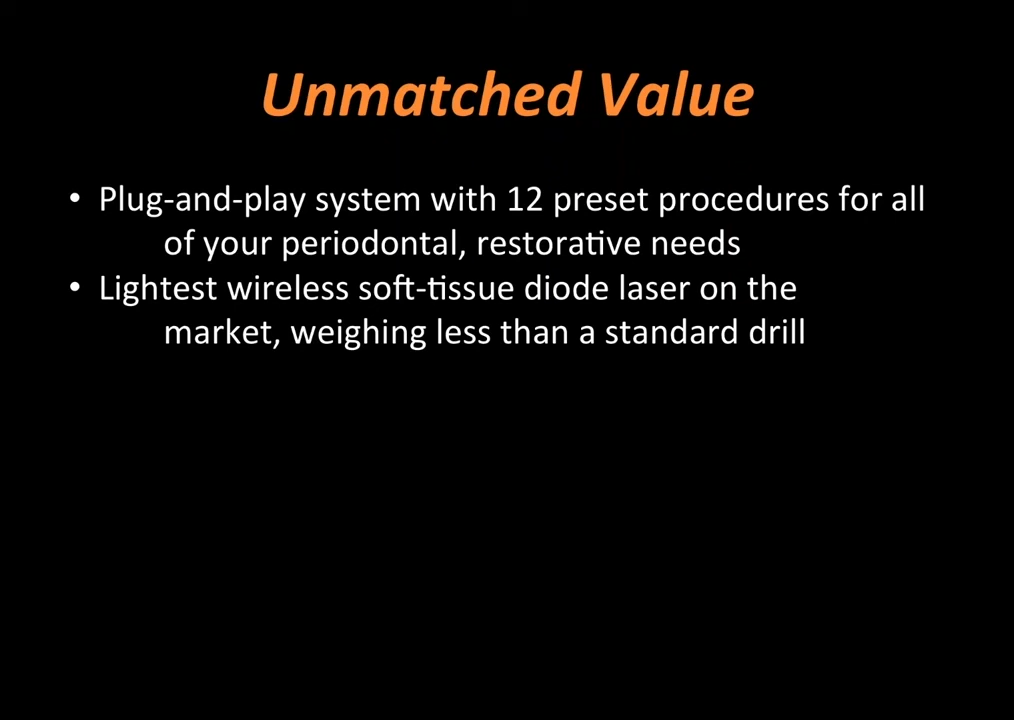 Unmatched Value
• Plug-and-play system with 12 preset procedures for all
of your periodontal, restorative needs
• Lightest wireless soft-tissue diode laser on the
market, weighing less than a standard drill